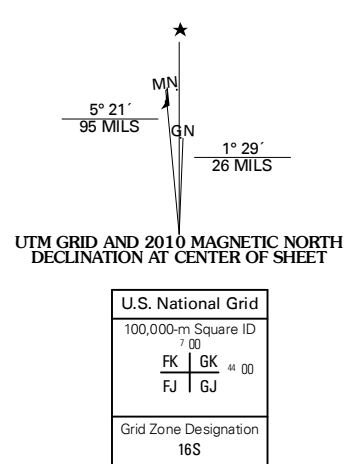 MN
5° 21´
95 MILS
GN
1° 29´
26 MILS
UTM GRID AND 2010 MAGNETIC NORTH
DECLINATION AT CENTER OF SHEET
U.S. National Grid
100,000-m Square ID
7 00
FK GK 44 00
FJ GJ
Grid Zone Designation
16S